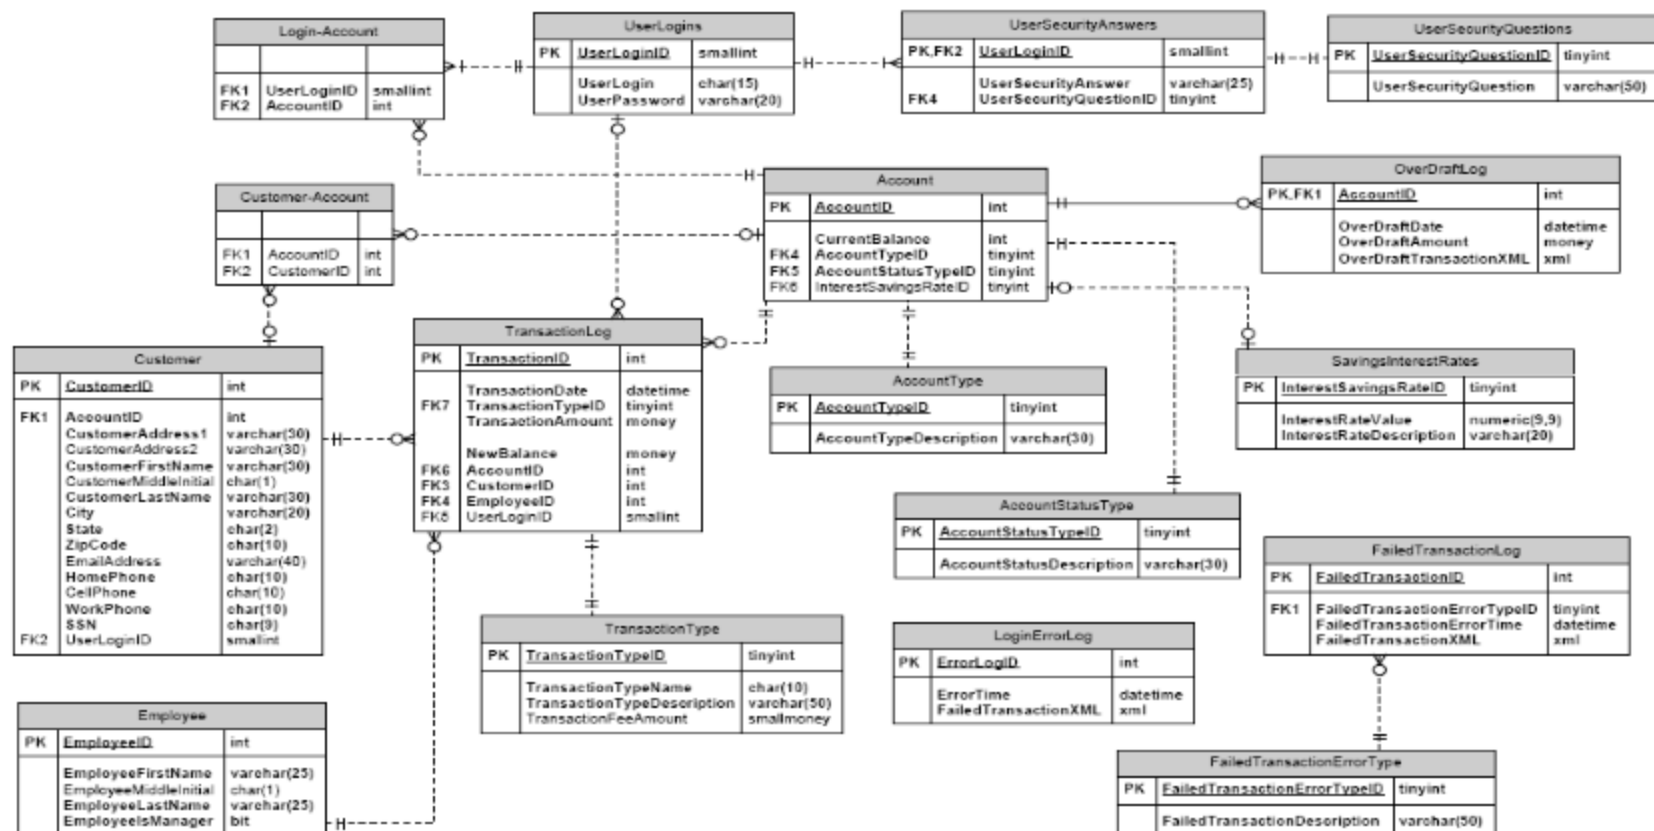 Login-Account
FK1 UserLoginID smallint
FK2 AccountID int
UserLogins
PK UserLoginID smallint
UserLogin char(15)
UserPassword varchar(20)
UserSecurityAnswers
PK,FK2 UserLoginID smallint
UserSecurityAnswer varchar(25)
FK4 UserSecurityQuestionID tinyint
UserSecurityQuestions
PK UserSecurityQuestionID tinyint
UserSecurityQuestion varchar(50)
Customer-Account
FK1 AccountID int
FK2 CustomerID int
Account
PK AccountID int
CurrentBalance int
FK4 AccountTypeID tinyint
FK5 AccountStatusTypeID tinyint
FK6 InterestSavingsRateID tinyint
OverDraftLog
PK,FK1 AccountID int
OverDraftDate datetime
OverDraftAmount money
OverDraftTransactionXML xml
Customer
PK CustomerID int
FK1 AccountID int
CustomerAddress1 varchar(30)
CustomerAddress2 varchar(30)
CustomerFirstName varchar(30)
CustomerMiddleInitial char(1)
CustomerLastName varchar(30)
City varchar(20)
State char(2)
ZipCode char(10)
EmailAddress varchar(40)
HomePhone char(10)
CellPhone char(10)
WorkPhone char(10)
SSN char(9)
FK2 UserLoginID smallint
TransactionLog
PK TransactionID int
TransactionDate datetime
FK7 TransactionTypeID tinyint
TransactionAmount money
NewBalance money
FK6 AccountID int
FK3 CustomerID int
FK4 EmployeeID int
FK5 UserLoginID smallint
AccountType
PK AccountTypeID tinyint
AccountTypeDescription varchar(30)
SavingsInterestRates
PK InterestSavingsRateID tinyint
InterestRateValue numeric(9,9)
InterestRateDescription varchar(20)
AccountStatusType
PK AccountStatusTypeID tinyint
AccountStatusDescription varchar(30)
FailedTransactionLog
PK FailedTransactionID int
FK1 FailedTransactionErrorTypeID tinyint
FailedTransactionErrorTime datetime
FailedTransactionXML xml
TransactionType
PK TransactionTypeID tinyint
TransactionTypeName char(10)
TransactionTypeDescription varchar(50)
TransactionFeeAmount smallmoney
LoginErrorLog
PK ErrorLogID int
ErrorTime datetime
FailedTransactionXML xml
Employee
PK EmployeeID int
EmployeeFirstName varchar(25)
EmployeeMiddleInitial char(1)
EmployeeLastName varchar(25)
EmployeeIsManager bit
FailedTransactionErrorType
PK FailedTransactionErrorTypeID tinyint
FailedTransactionDescription varchar(50)